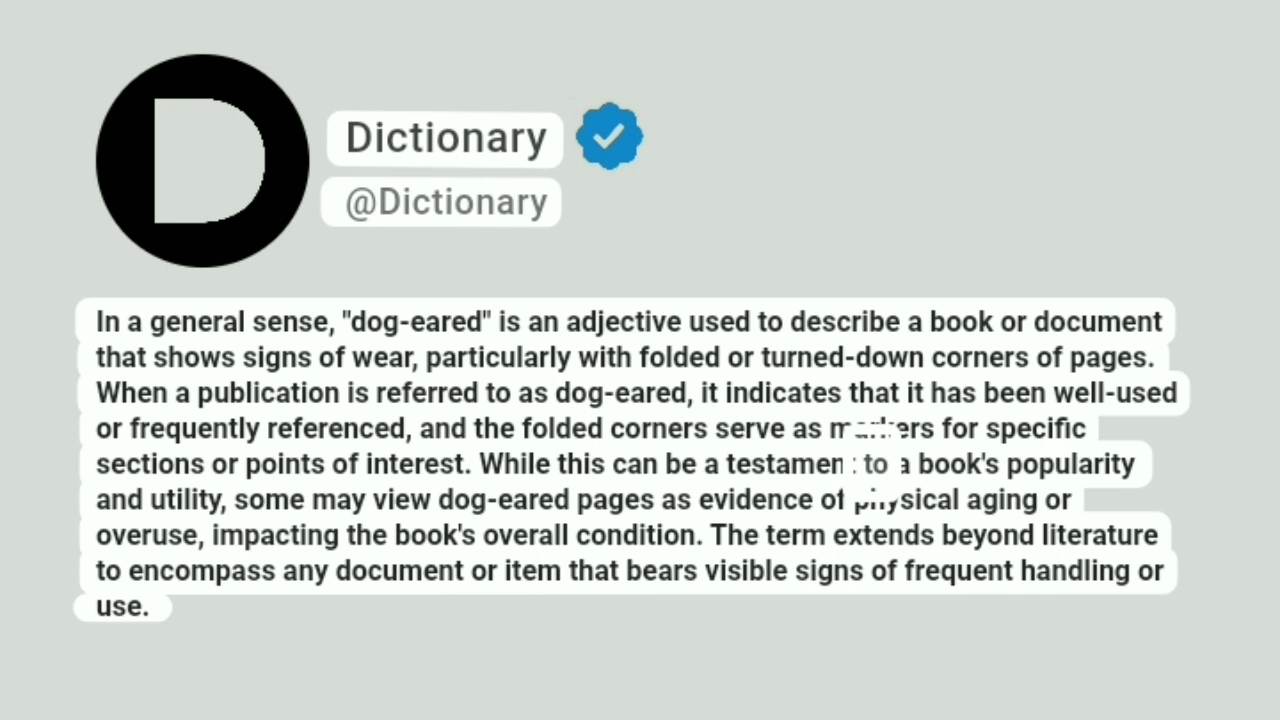 D
Dictionary
@Dictionary
In a general sense, "dog-eared" is an adjective used to describe a book or document
that shows signs of wear, particularly with folded or turned-down corners of pages.
When a publication is referred to as dog-eared, it indicates that it has been well-used
or frequently referenced, and the folded corners serve as markers for specific
sections or points of interest. While this can be a testament to a book's popularity
and utility, some may view dog-eared pages as evidence of physical aging or
overuse, impacting the book's overall condition. The term extends beyond literature
to encompass any document or item that bears visible signs of frequent handling or
use.